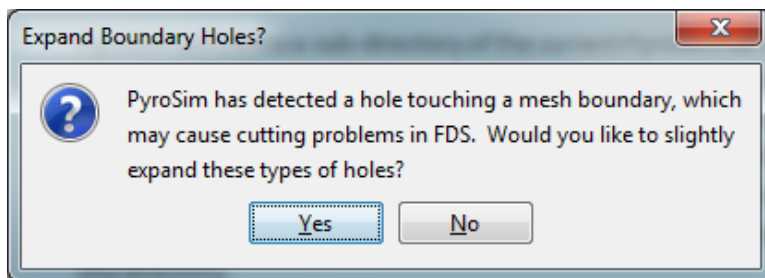 Expand Boundary Holes?
PyroSim has detected a hole touching a mesh boundary, which
may cause cutting problems in FDS.  Would you like to slightly
expand these types of holes?
Yes
No